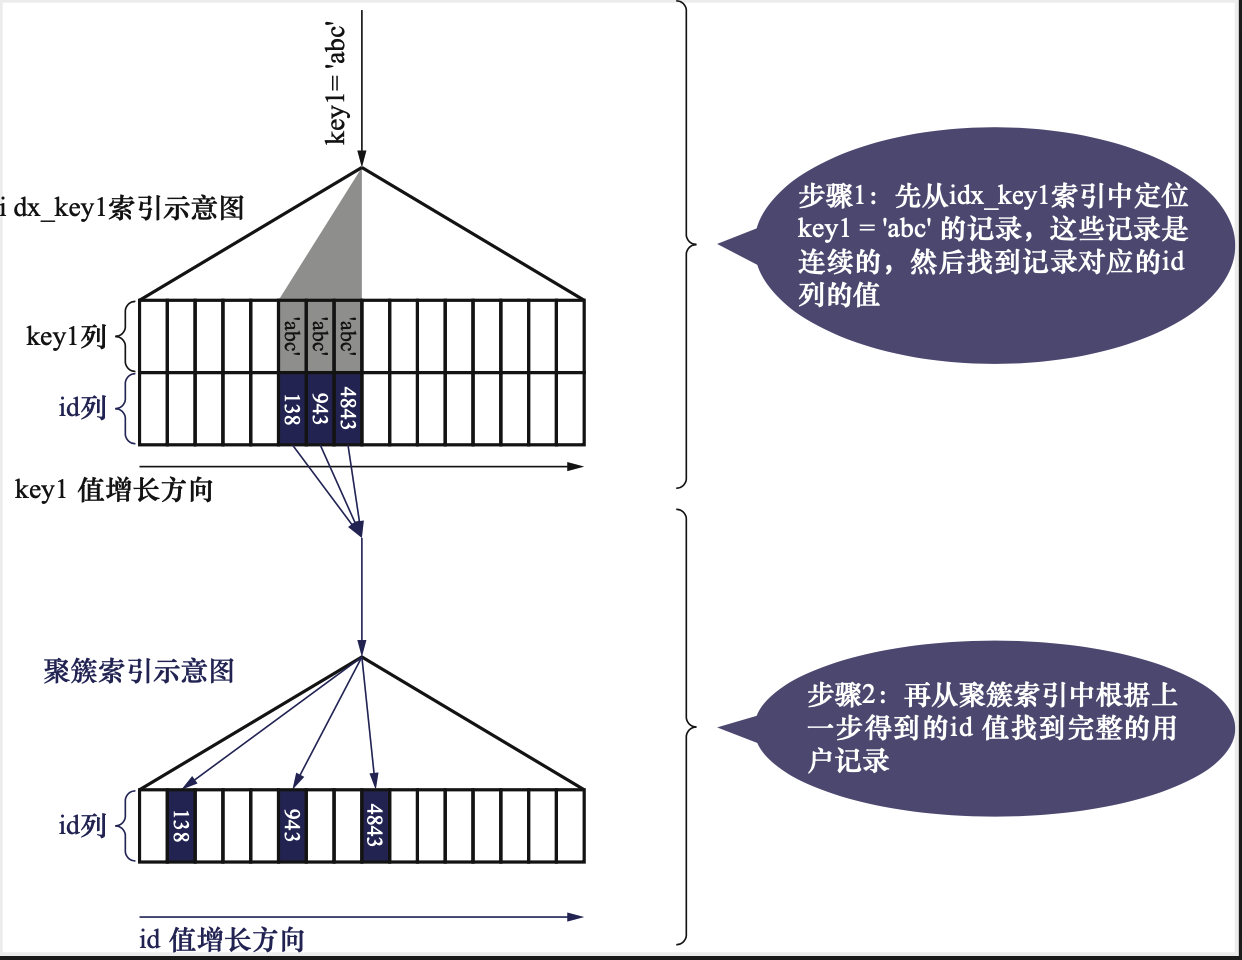 key1= 'abc'
i dx_key1索引示意图
key1列
'abc'
'abc'
'abc'
id列
138
943
4843
key1 值增长方向
步骤1：先从idx_key1索引中定位
key1 = 'abc' 的记录，这些记录是
连续的，然后找到记录对应的id
列的值
聚簇索引示意图
id列
138
943
4843
id 值增长方向
步骤2：再从聚簇索引中根据上
一步得到的id 值找到完整的用
户记录